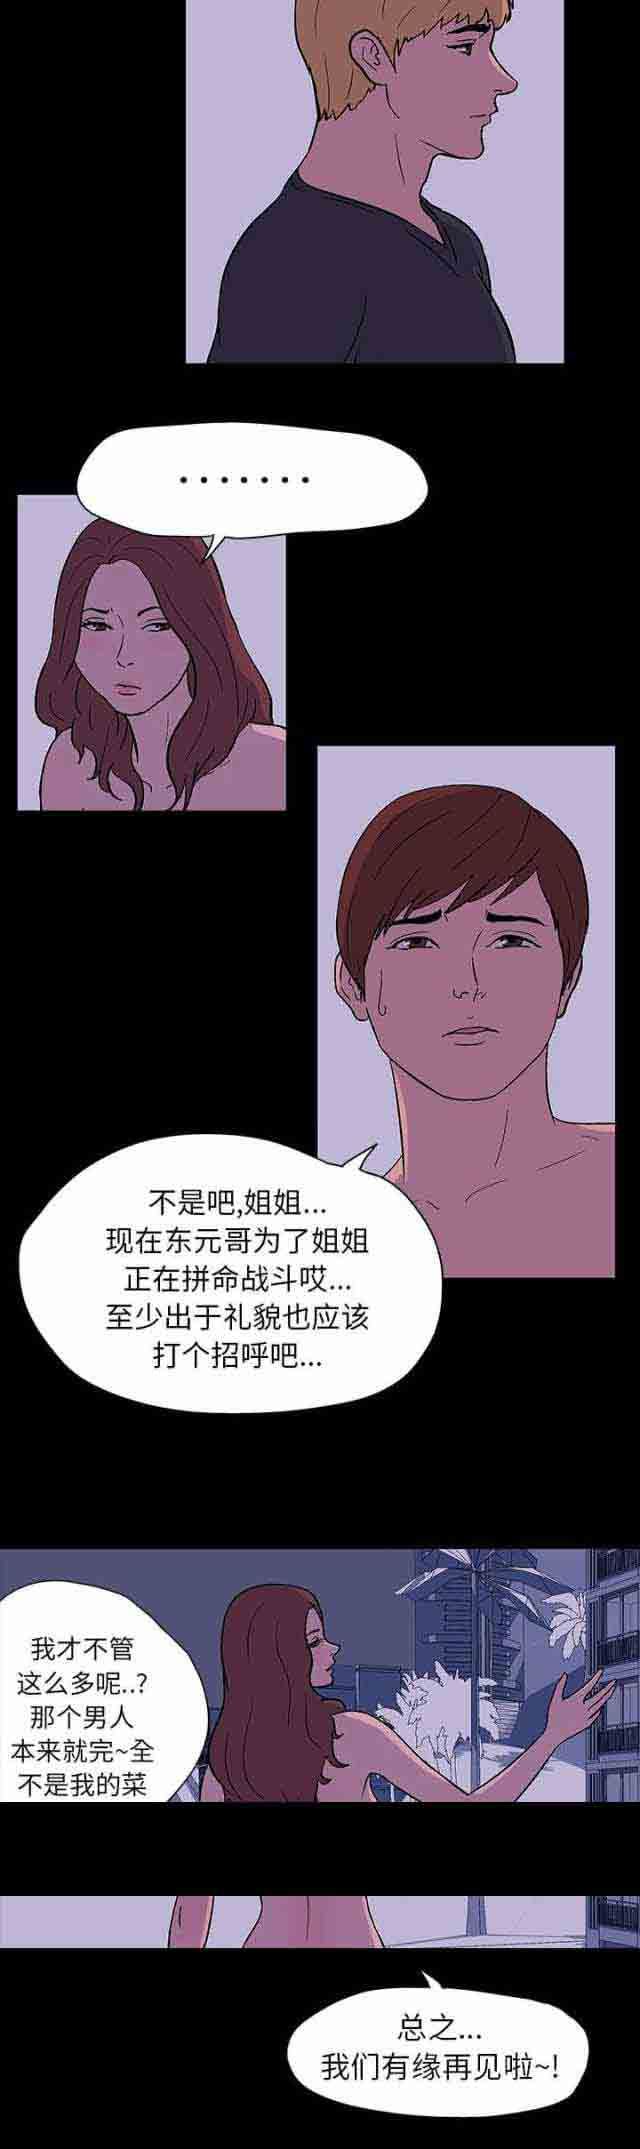 .......
不是吧,姐姐...
现在东元哥为了姐姐
正在拼命战斗哎...
至少出于礼貌也应该
打个招呼吧...
我才不管
这么多呢..?
那个男人
本来就完~全
不是我的菜
总之...
我们有缘再见啦~!